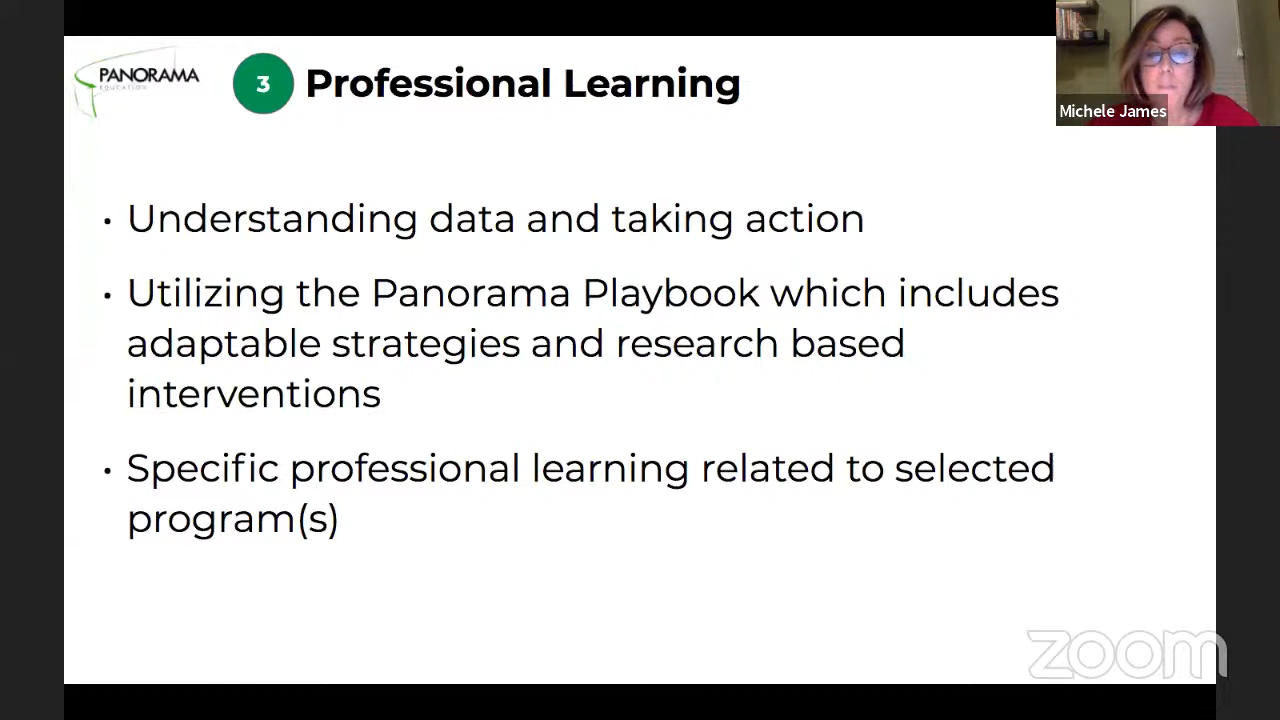 PANORAMA
EDUCATION
3
Professional Learning
Michele James
• Understanding data and taking action
• Utilizing the Panorama Playbook which includes
adaptable strategies and research based
interventions
• Specific professional learning related to selected
program(s)
zoom